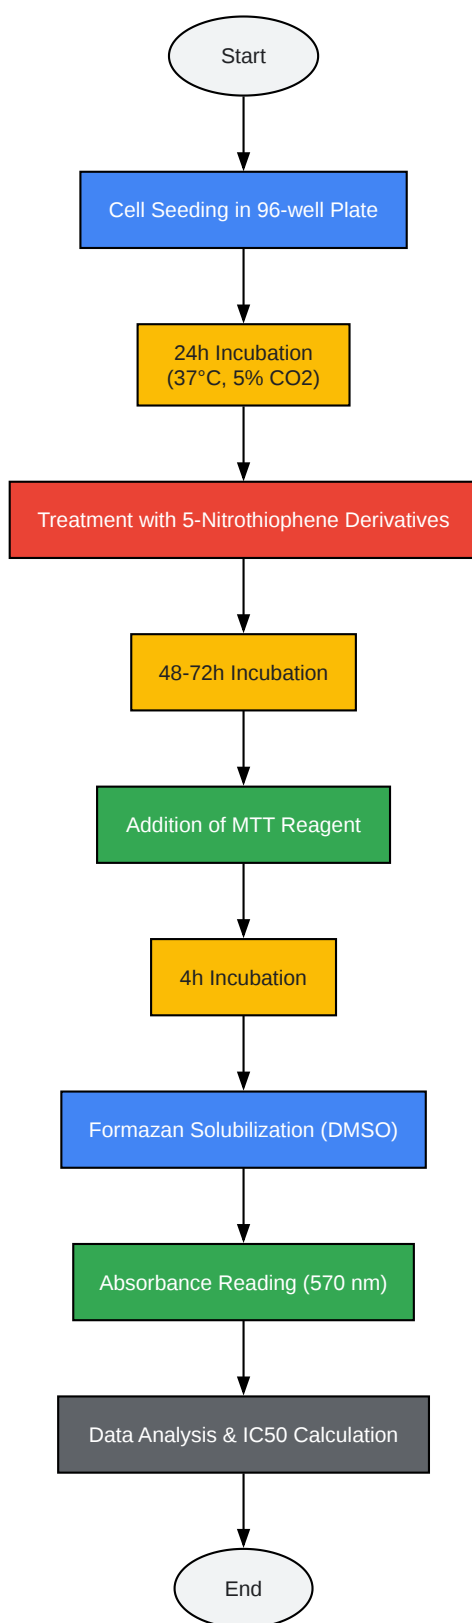 Start
Cell Seeding in 96-well Plate
24h Incubation
(37°C, 5% CO2)
Treatment with 5-Nitrothiophene Derivatives
48-72h Incubation
Addition of MTT Reagent
4h Incubation
Formazan Solubilization (DMSO)
Absorbance Reading (570 nm)
Data Analysis & IC50 Calculation
End